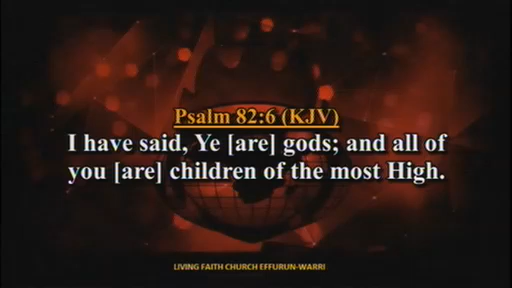 Psalm 82:6 (KJV)
I have said, Ye [are] gods; and all of
you [are] children of the most High.
LIVING FAITH CHURCH EFFURUN-WARRI